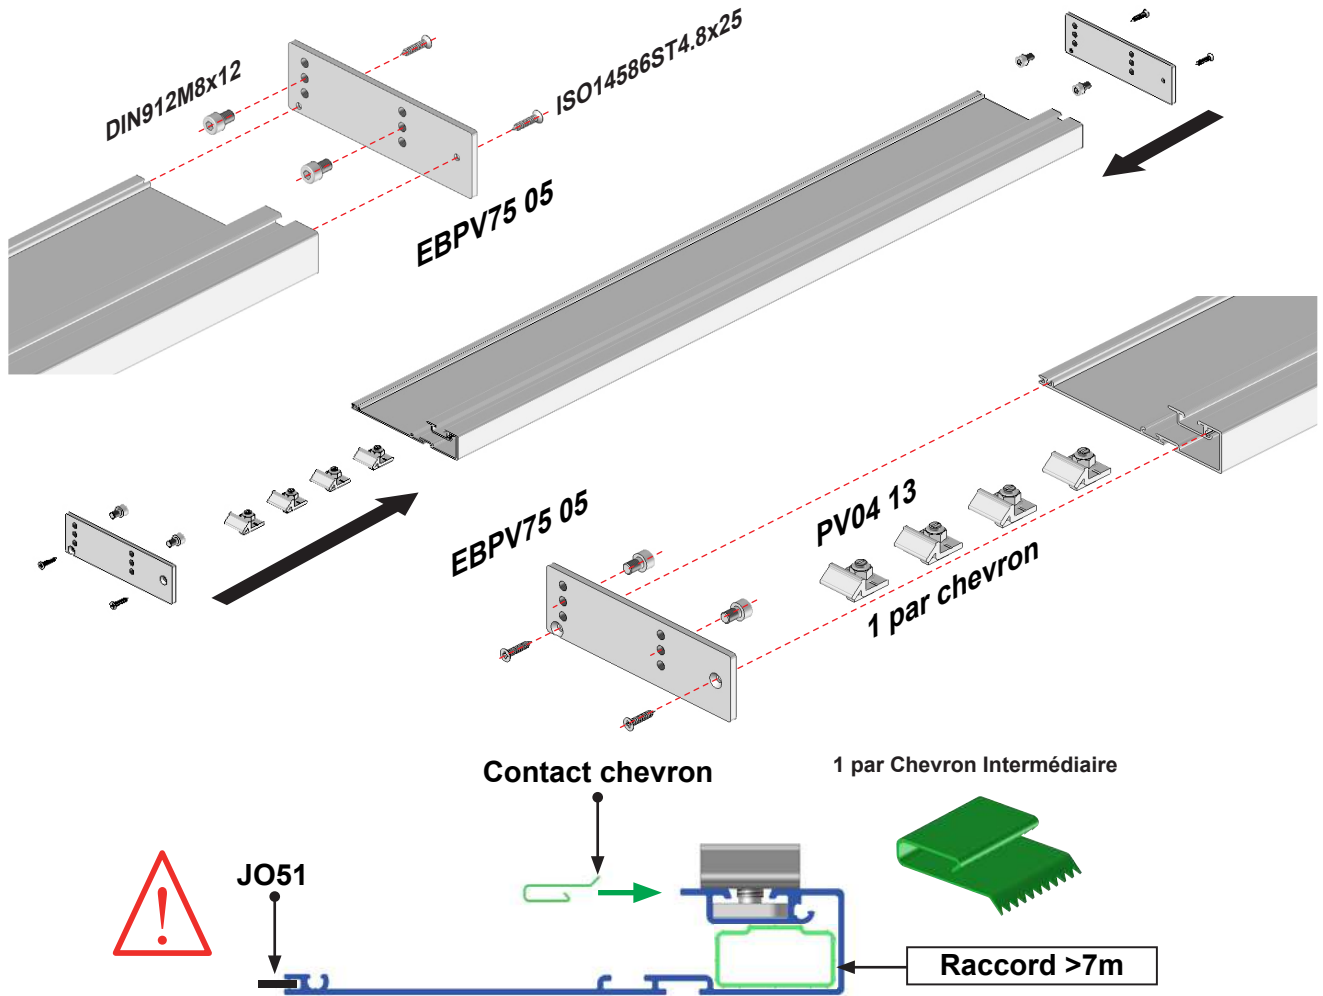 DIN912M8x12
ISO14586ST4.8x25
EBPV75 05
EBPV75 05
PV04 13
1 par chevron
Contact chevron
1 par Chevron Intermédiaire
JO51
!
Raccord >7m